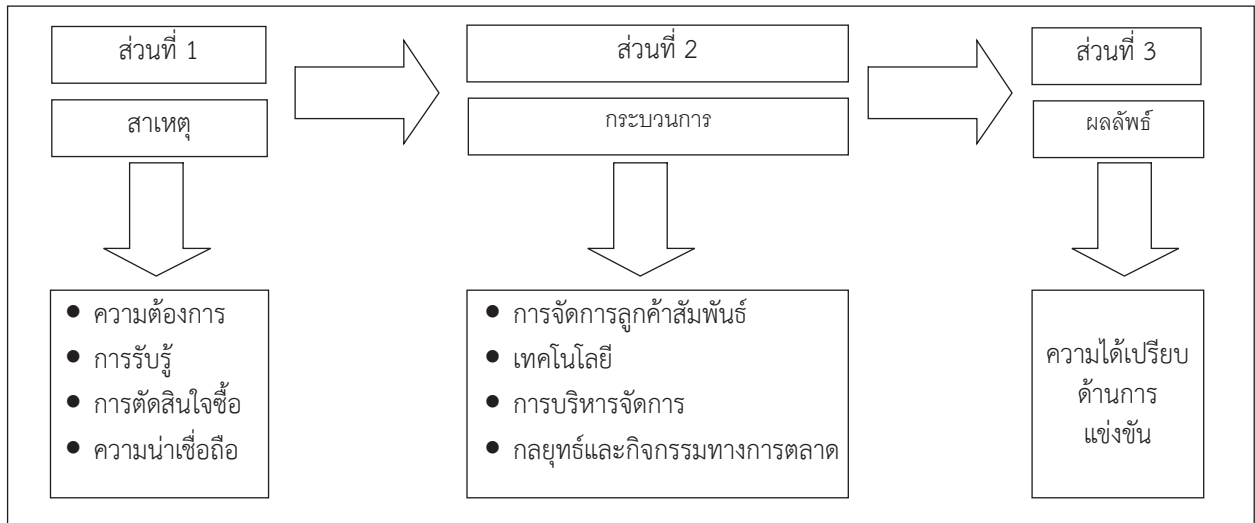 ส่วนที่ 1
สาเหตุ
● ความต้องการ
● การรับรู้
● การตัดสินใจซื้อ
● ความน่าเชื่อถือ
ส่วนที่ 2
กระบวนการ
● การจัดการลูกค้าสัมพันธ์
● เทคโนโลยี
● การบริหารจัดการ
● กลยุทธ์และกิจกรรมทางการตลาด
ส่วนที่ 3
ผลลัพธ์
ความได้เปรียบ
ด้านการ
แข่งขัน